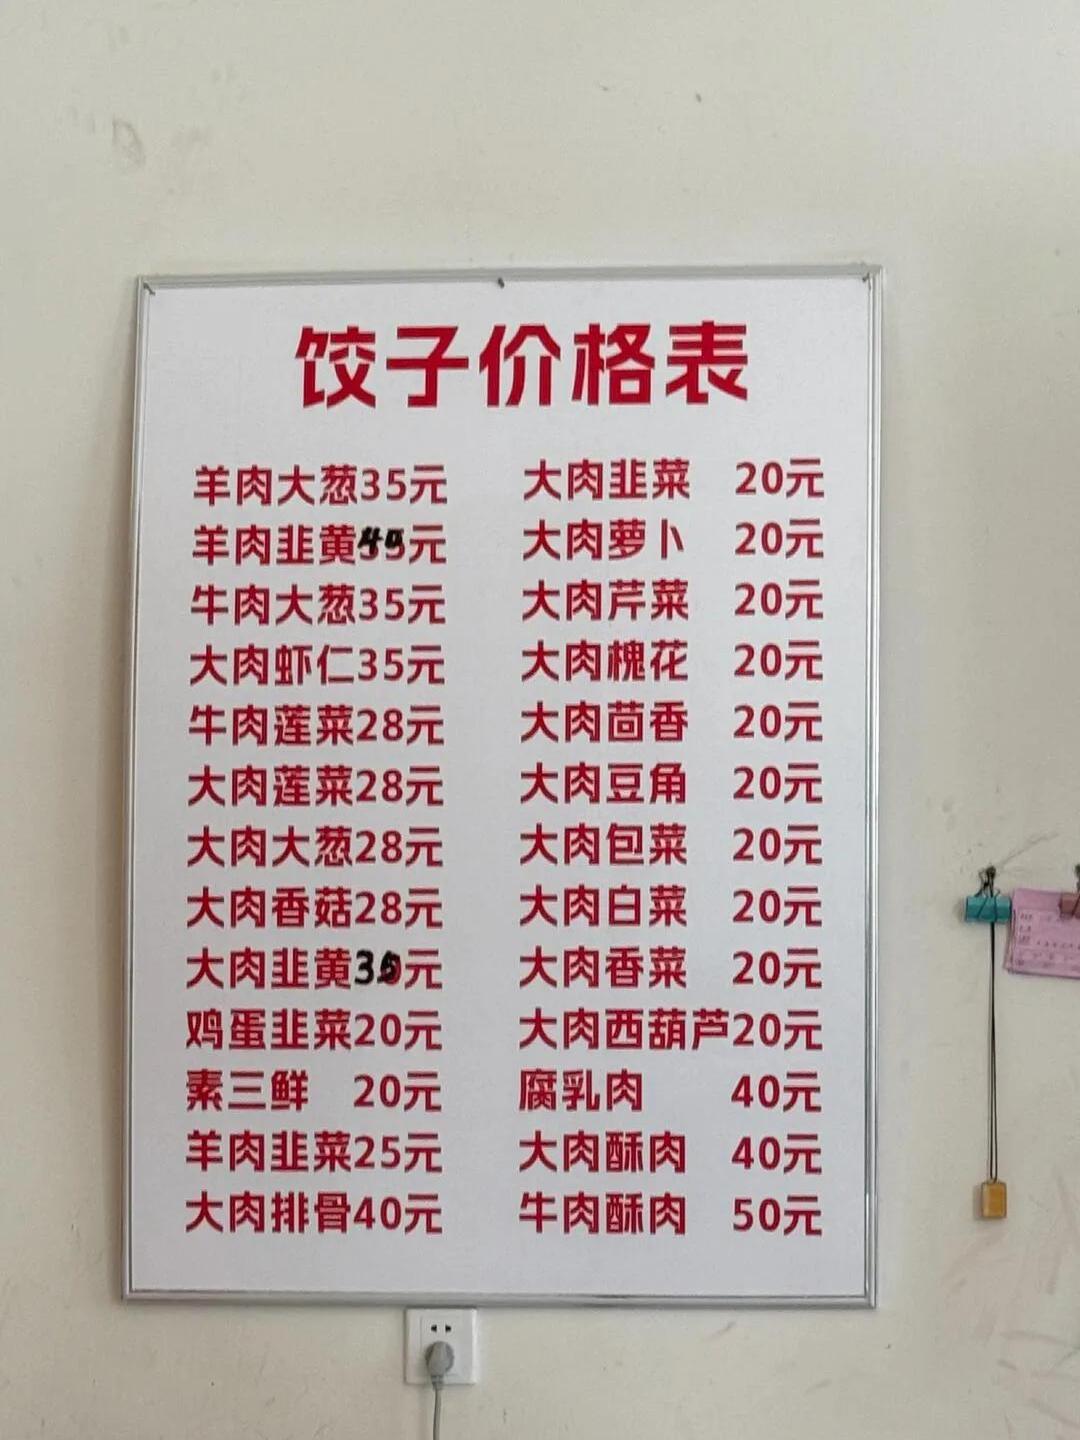 饺子价格表
羊肉大葱35元
羊肉韭黄40元
牛肉大葱35元
大肉虾仁35元
牛肉莲菜28元
大肉莲菜28元
大肉大葱28元
大肉香菇28元
大肉韭黄35元
鸡蛋韭菜20元
素三鲜 20元
羊肉韭菜25元
大肉排骨40元
大肉韭菜 20元
大肉萝卜 20元
大肉芹菜 20元
大肉槐花 20元
大肉茴香 20元
大肉豆角 20元
大肉包菜 20元
大肉白菜 20元
大肉香菜 20元
大肉西葫芦20元
腐乳肉 40元
大肉酥肉 40元
牛肉酥肉 50元